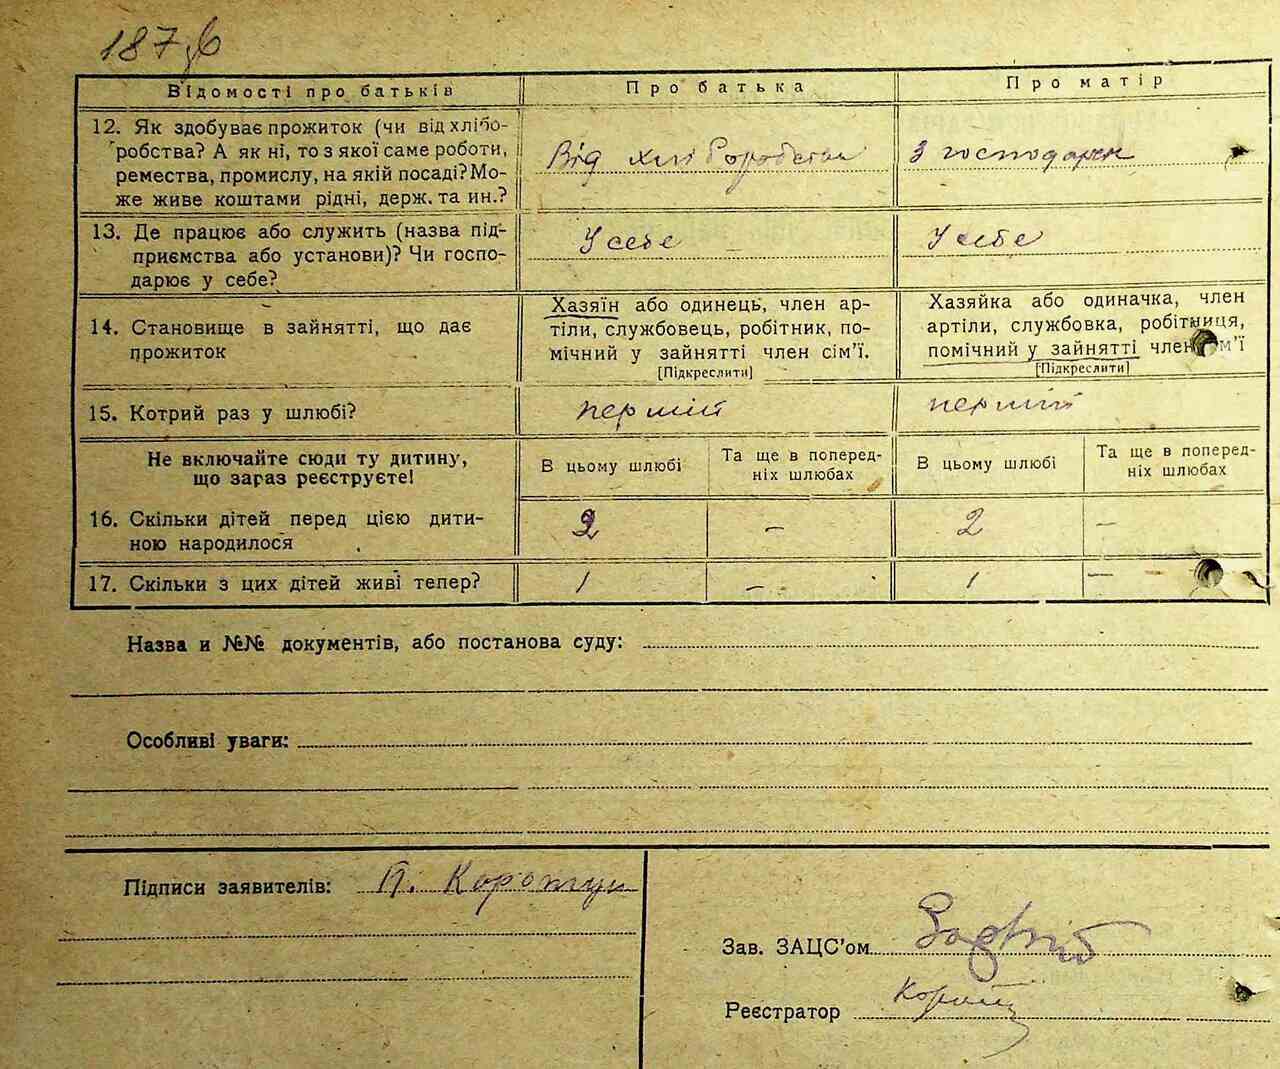 187
Відомості про батьків
Про батька
Про матір
12. Як здобуває прожиток (чи від хлібо-
робства? А як ні, то з якої саме роботи,
ремества, промислу, на якій посаді? Мо-
же живе коштами рідні, держ. та ин.?
Від хліборобства
З господарки
13. Де працює або служить (назва під-
приємства або установи)? Чи госпо-
дарює у себе?
У себе
У себе
14. Становище в зайнятті, що дає
прожиток
Хазяїн або одинець, член ар-
тіли, службовець, робітник, по-
мічний у зайнятті член сім'ї.
[Підкреслити]
Хазяйка або одиначка, член
артіли, службовка, робітниця,
помічний у зайнятті член сім'ї
[Підкреслити]
15. Котрий раз у шлюбі?
перший
перший
Не включайте сюди ту дитину,
що зараз реєструєте!
В цьому шлюбі
Та ще в поперед-
ніх шлюбах
В цьому шлюбі
Та ще в поперед-
ніх шлюбах
16. Скільки дітей перед цією дити-
ною народилося
2
–
2
–
17. Скільки з цих дітей живі тепер?
1
–
1
–
Назва и №№ документів, або постанова суду:
Особливі уваги:
Підписи заявителів:
Зав. ЗАЦС'ом
Реєстратор